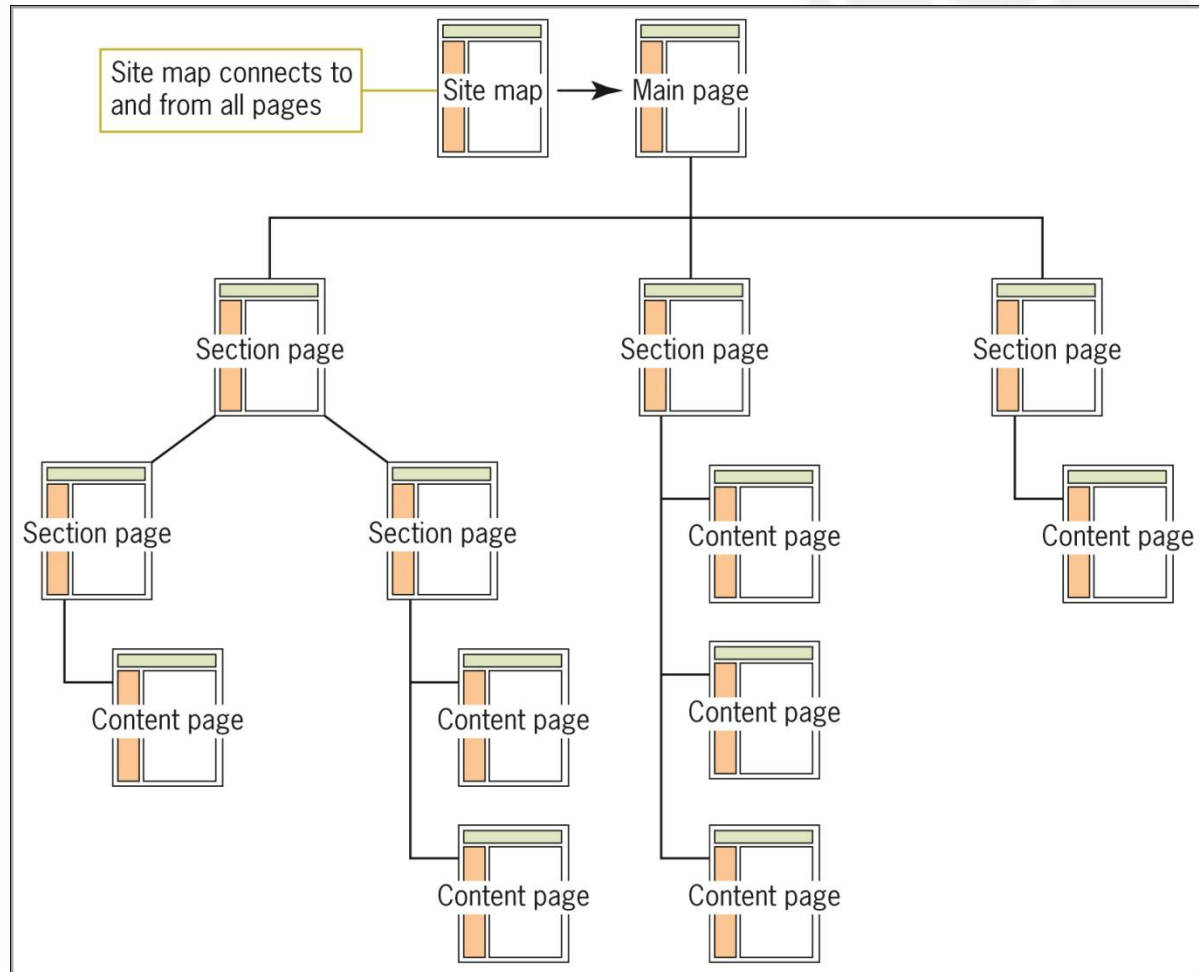 Site map connects to
and from all pages
Site map
Main page
Section page
Section page
Section page
Section page
Section page
Content page
Content page
Content page
Content page
Content page
Content page
Content page